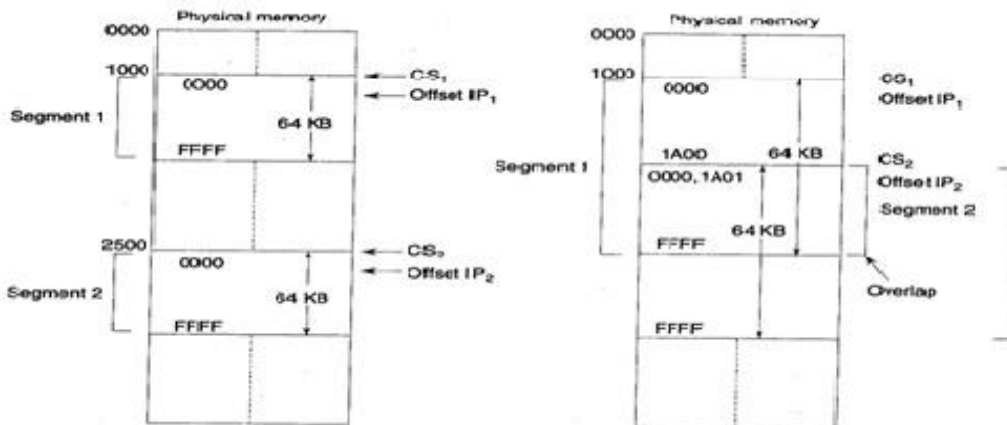 Physical memory
0000
1000
0000
CS1
Offset IP1
Segment 1
64 KB
FFFF
2500
0000
CS2
Offset IP2
Segment 2
64 KB
FFFF
Physical memory
0000
1000
0000
CS1
Offset IP1
1A00
64 KB
CS2
Segment 1
0000, 1A01
Offset IP2
Segment 2
64 KB
FFFF
Overlap
FFFF